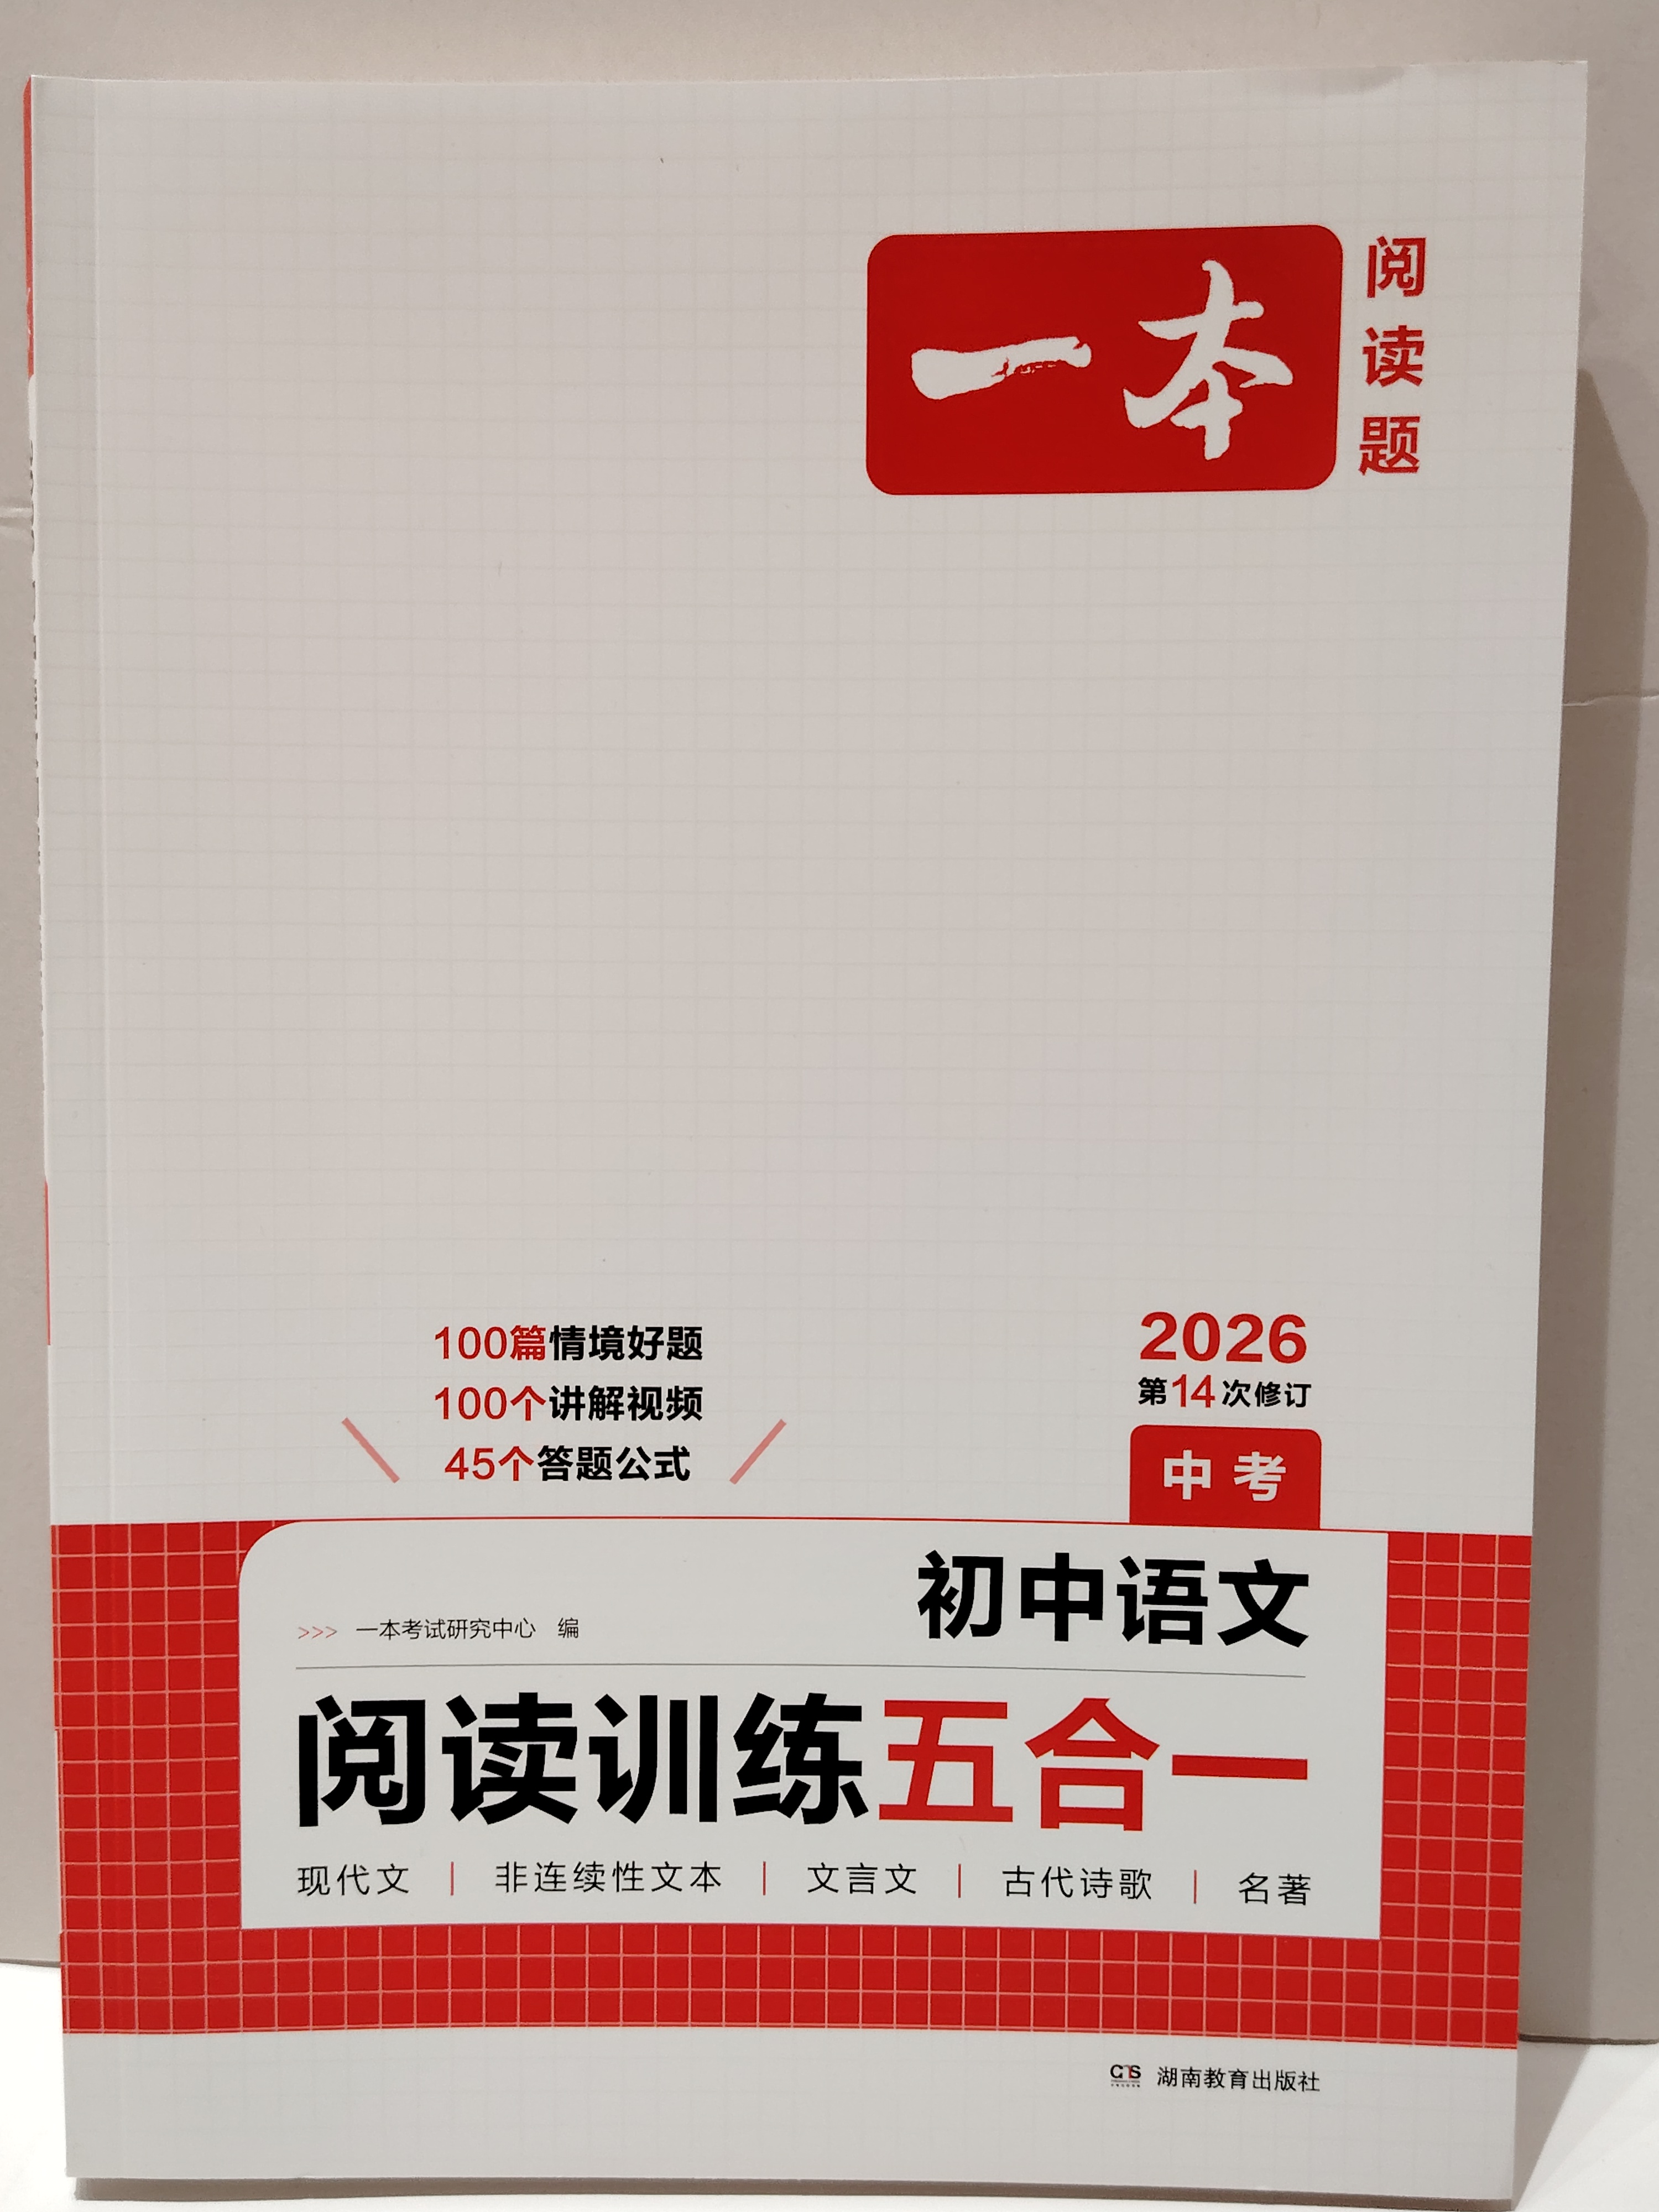 一本
阅读题
100篇情境好题
100个讲解视频
45个答题公式
2026
第14次修订
中考
初中语文
>>> 一本考试研究中心 编
阅读训练五合一
现代文 | 非连续性文本 | 文言文 | 古代诗歌 | 名著
湖南教育出版社